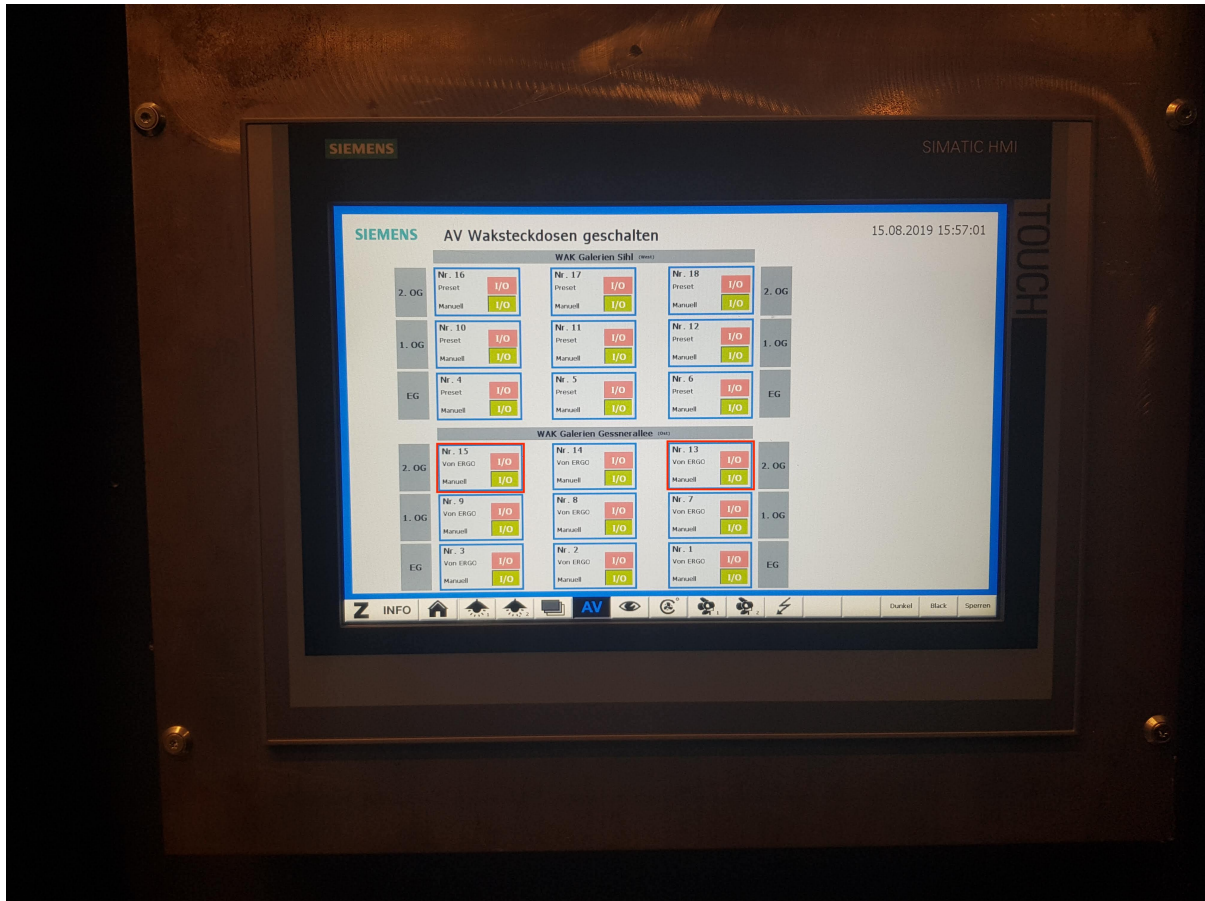 SIEMENS
SIMATIC HMI
TOUCH
SIEMENS AV Waksteckdosen geschalten 15.08.2019 15:57:01
WAK Galerien Sihl (West)
2. OG
Nr. 16 Nr. 17 Nr. 18
Preset I/O Preset I/O Preset I/O
Manuell I/O Manuell I/O Manuell I/O
2. OG
1. OG
Nr. 10 Nr. 11 Nr. 12
Preset I/O Preset I/O Preset I/O
Manuell I/O Manuell I/O Manuell I/O
1. OG
EG
Nr. 4 Nr. 5 Nr. 6
Preset I/O Preset I/O Preset I/O
Manuell I/O Manuell I/O Manuell I/O
EG
WAK Galerien Gessnerallee (Ost)
2. OG
Nr. 15 Nr. 14 Nr. 13
Von ERGO I/O Von ERGO I/O Von ERGO I/O
Manuell I/O Manuell I/O Manuell I/O
2. OG
1. OG
Nr. 9 Nr. 8 Nr. 7
Von ERGO I/O Von ERGO I/O Von ERGO I/O
Manuell I/O Manuell I/O Manuell I/O
1. OG
EG
Nr. 3 Nr. 2 Nr. 1
Von ERGO I/O Von ERGO I/O Von ERGO I/O
Manuell I/O Manuell I/O Manuell I/O
EG
Z INFO 1 2 AV 1 2 Dunkel Black Sperren